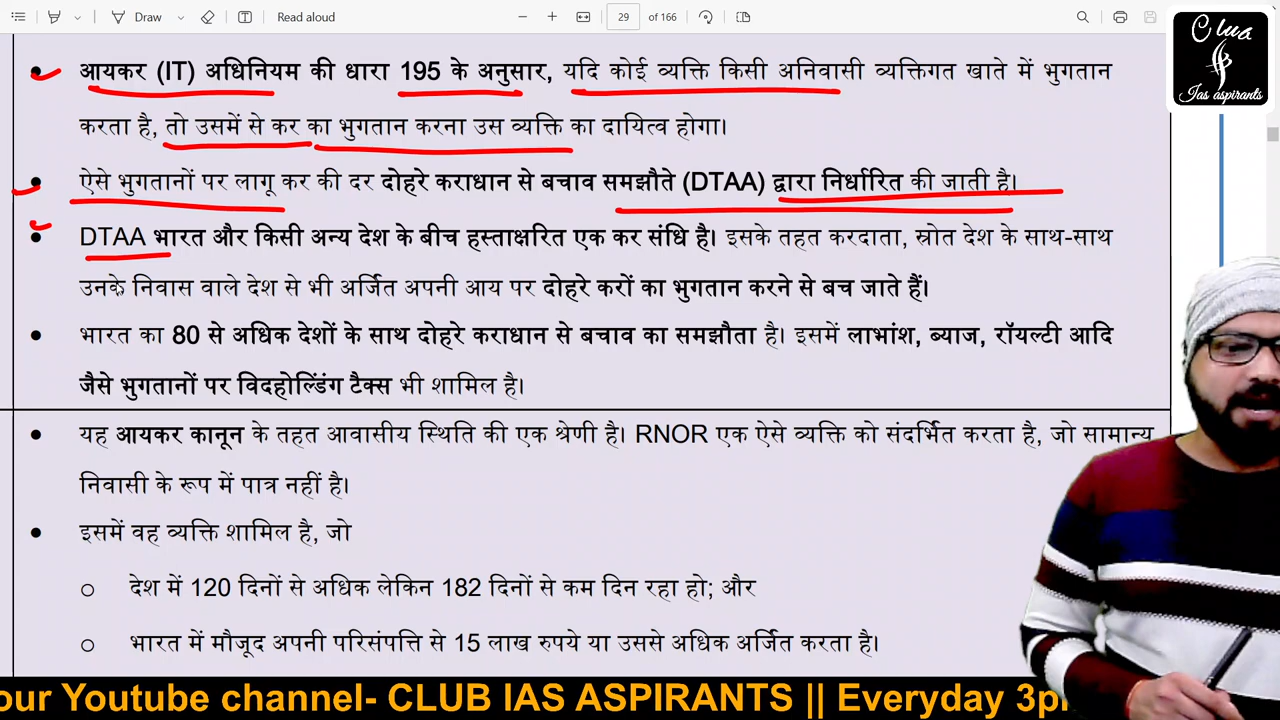 Draw
Read aloud
29
of 166
Club
Ias aspirants
आयकर (IT) अधिनियम की धारा 195 के अनुसार, यदि कोई व्यक्ति किसी अनिवासी व्यक्तिगत खाते में भुगतान
करता है, तो उसमें से कर का भुगतान करना उस व्यक्ति का दायित्व होगा।
ऐसे भुगतानों पर लागू कर की दर दोहरे कराधान से बचाव समझौते (DTAA) द्वारा निर्धारित की जाती है।
DTAA भारत और किसी अन्य देश के बीच हस्ताक्षरित एक कर संधि है। इसके तहत करदाता, स्रोत देश के साथ-साथ
उनके निवास वाले देश से भी अर्जित अपनी आय पर दोहरे करों का भुगतान करने से बच जाते हैं।
भारत का 80 से अधिक देशों के साथ दोहरे कराधान से बचाव का समझौता है। इसमें लाभांश, ब्याज, रॉयल्टी आदि
जैसे भुगतानों पर विदहोल्डिंग टैक्स भी शामिल है।
यह आयकर कानून के तहत आवासीय स्थिति की एक श्रेणी है। RNOR एक ऐसे व्यक्ति को संदर्भित करता है, जो सामान्य
निवासी के रूप में पात्र नहीं है।
इसमें वह व्यक्ति शामिल है, जो
देश में 120 दिनों से अधिक लेकिन 182 दिनों से कम दिन रहा हो; और
भारत में मौजूद अपनी परिसंपत्ति से 15 लाख रुपये या उससे अधिक अर्जित करता है।
our Youtube channel- CLUB IAS ASPIRANTS || Everyday 3p